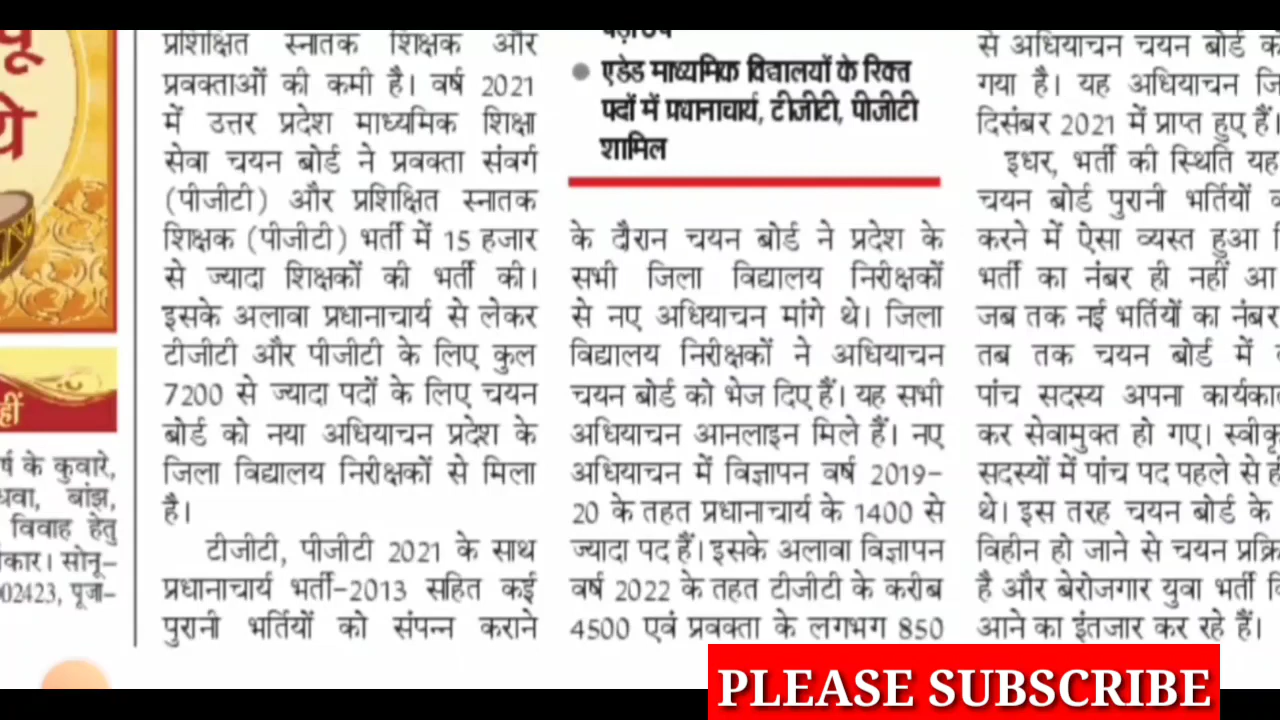 प्रशिक्षित स्नातक शिक्षक और
प्रवक्ताओं की कमी है। वर्ष 2021
में उत्तर प्रदेश माध्यमिक शिक्षा
सेवा चयन बोर्ड ने प्रवक्ता संवर्ग
(पीजीटी) और प्रशिक्षित स्नातक
शिक्षक (पीजीटी) भर्ती में 15 हजार
से ज्यादा शिक्षकों की भर्ती की।
इसके अलावा प्रधानाचार्य से लेकर
टीजीटी और पीजीटी के लिए कुल
7200 से ज्यादा पदों के लिए चयन
बोर्ड को नया अधियाचन प्रदेश के
जिला विद्यालय निरीक्षकों से मिला
है।
टीजीटी, पीजीटी 2021 के साथ
प्रधानाचार्य भर्ती-2013 सहित कई
पुरानी भर्तियों को संपन्न कराने
● एडेड माध्यमिक विद्यालयों के रिक्त
पदों में प्रधानाचार्य, टीजीटी, पीजीटी
शामिल
के दौरान चयन बोर्ड ने प्रदेश के
सभी जिला विद्यालय निरीक्षकों
से नए अधियाचन मांगे थे। जिला
विद्यालय निरीक्षकों ने अधियाचन
चयन बोर्ड को भेज दिए हैं। यह सभी
अधियाचन आनलाइन मिले हैं। नए
अधियाचन में विज्ञापन वर्ष 2019-
20 के तहत प्रधानाचार्य के 1400 से
ज्यादा पद हैं। इसके अलावा विज्ञापन
वर्ष 2022 के तहत टीजीटी के करीब
4500 एवं प्रवक्ता के लगभग 850
से अधियाचन चयन बोर्ड
गया है। यह अधियाचन
दिसंबर 2021 में प्राप्त हुए हैं।
इधर, भर्ती की स्थिति यह
चयन बोर्ड पुरानी भर्तियों
करने में ऐसा व्यस्त हुआ
भर्ती का नंबर ही नहीं आ
जब तक नई भर्तियों का नंबर
तब तक चयन बोर्ड में
पांच सदस्य अपना
कर सेवामुक्त हो गए।
सदस्यों में पांच पद पहले से
थे। इस तरह चयन बोर्ड के
विहीन हो जाने से चयन
है और बेरोजगार युवा भर्ती
आने का इंतजार कर रहे हैं।
के कुवारे,
बांझ,
विवाह हेतु
सोनू-
02423, पूजा-
PLEASE SUBSCRIBE